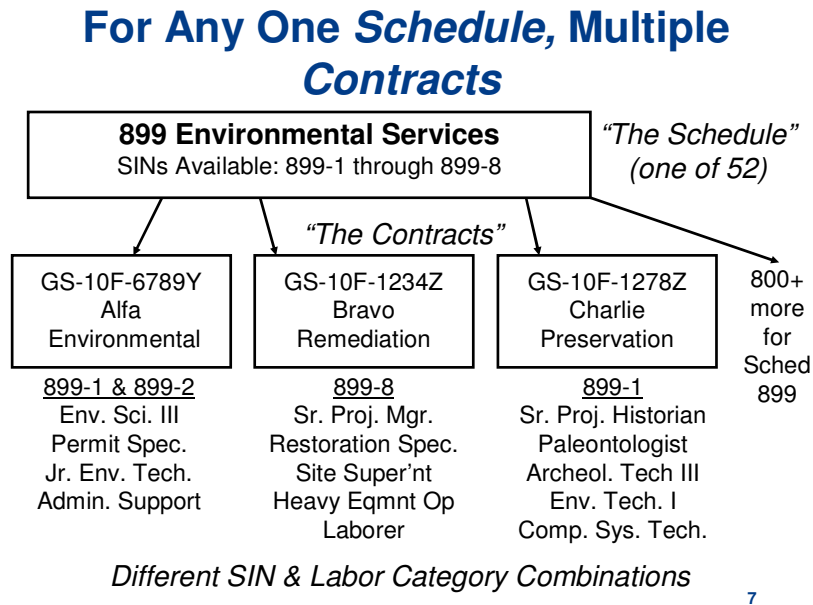 For Any One Schedule, Multiple
Contracts
899 Environmental Services
SINs Available: 899-1 through 899-8
“The Schedule”
(one of 52)
“The Contracts”
GS-10F-6789Y
Alfa
Environmental
GS-10F-1234Z
Bravo
Remediation
GS-10F-1278Z
Charlie
Preservation
800+
more
for
Sched
899
899-1 & 899-2
Env. Sci. III
Permit Spec.
Jr. Env. Tech.
Admin. Support
899-8
Sr. Proj. Mgr.
Restoration Spec.
Site Super’nt
Heavy Eqmnt Op
Laborer
899-1
Sr. Proj. Historian
Paleontologist
Archeol. Tech III
Env. Tech. I
Comp. Sys. Tech.
Different SIN & Labor Category Combinations
7